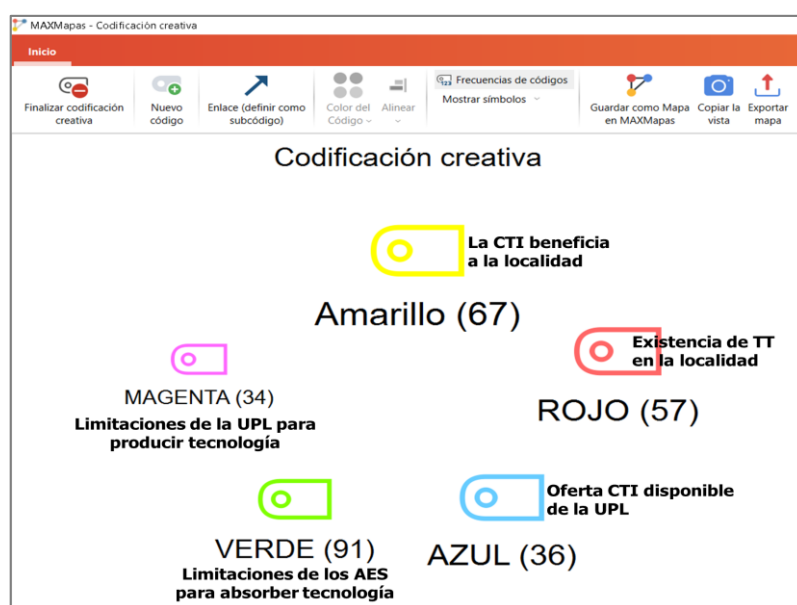 MAXMapas - Codificación creativa
Inicio
Finalizar codificación
creativa
Nuevo
código
Enlace (definir como
subcódigo)
Color del
Código
Alinear
Frecuencias de códigos
Mostrar símbolos
Guardar como Mapa
en MAXMapas
Copiar la
vista
Exportar
mapa
Codificación creativa
La CTI beneficia
a la localidad
Amarillo (67)
Existencia de TT
en la localidad
ROJO (57)
MAGENTA (34)
Limitaciones de la UPL para
producir tecnología
Oferta CTI disponible
de la UPL
AZUL (36)
VERDE (91)
Limitaciones de los AES
para absorber tecnología